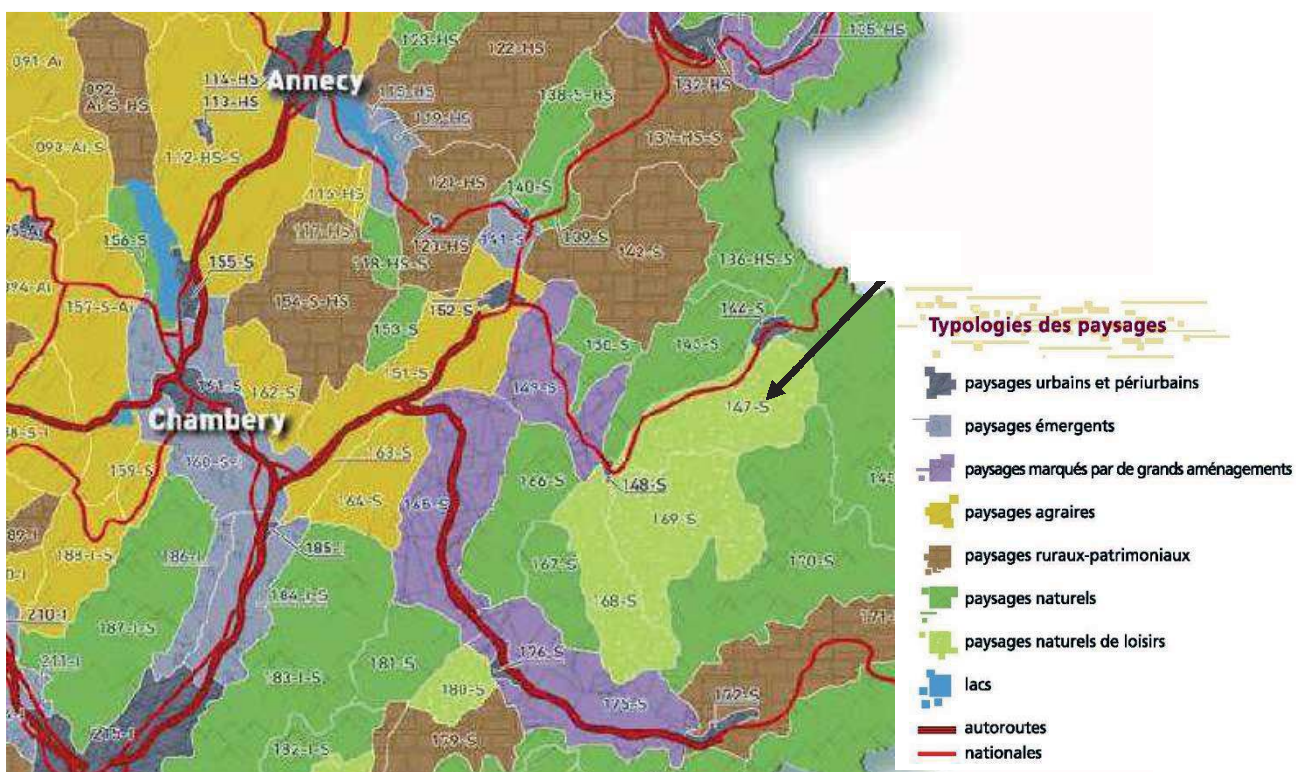 091-Ai
092-
Ai-S-HS
123-HS
122-HS
135-HS
114-HS
113-HS
Annecy
115-HS
138-S-HS
132-HS
119-HS
137-HS-S
093-Ai-S
112-HS-S
116-HS
121-HS
140-S
117-HS
156-S
155-S
118-HS-S
120-HS
141-S
139-S
142-S
136-HS-S
157-S-Ai
154-S-HS
153-S
152-S
144-S
150-S
143-S
151-S
149-S
147-S
161-S
162-S
Chambery
159-S
163-S
164-S
166-S
148-S
169-S
170-S
188-I-S
186-I
185-I
184-I-S
167-S
168-S
210-I
187-I-S
211-I
183-I-S
181-S
180-S
176-S
175-S
172-S
179-S
Typologies des paysages
paysages urbains et périurbains
paysages émergents
paysages marqués par de grands aménagements
paysages agraires
paysages ruraux-patrimoniaux
paysages naturels
paysages naturels de loisirs
lacs
autoroutes
nationales